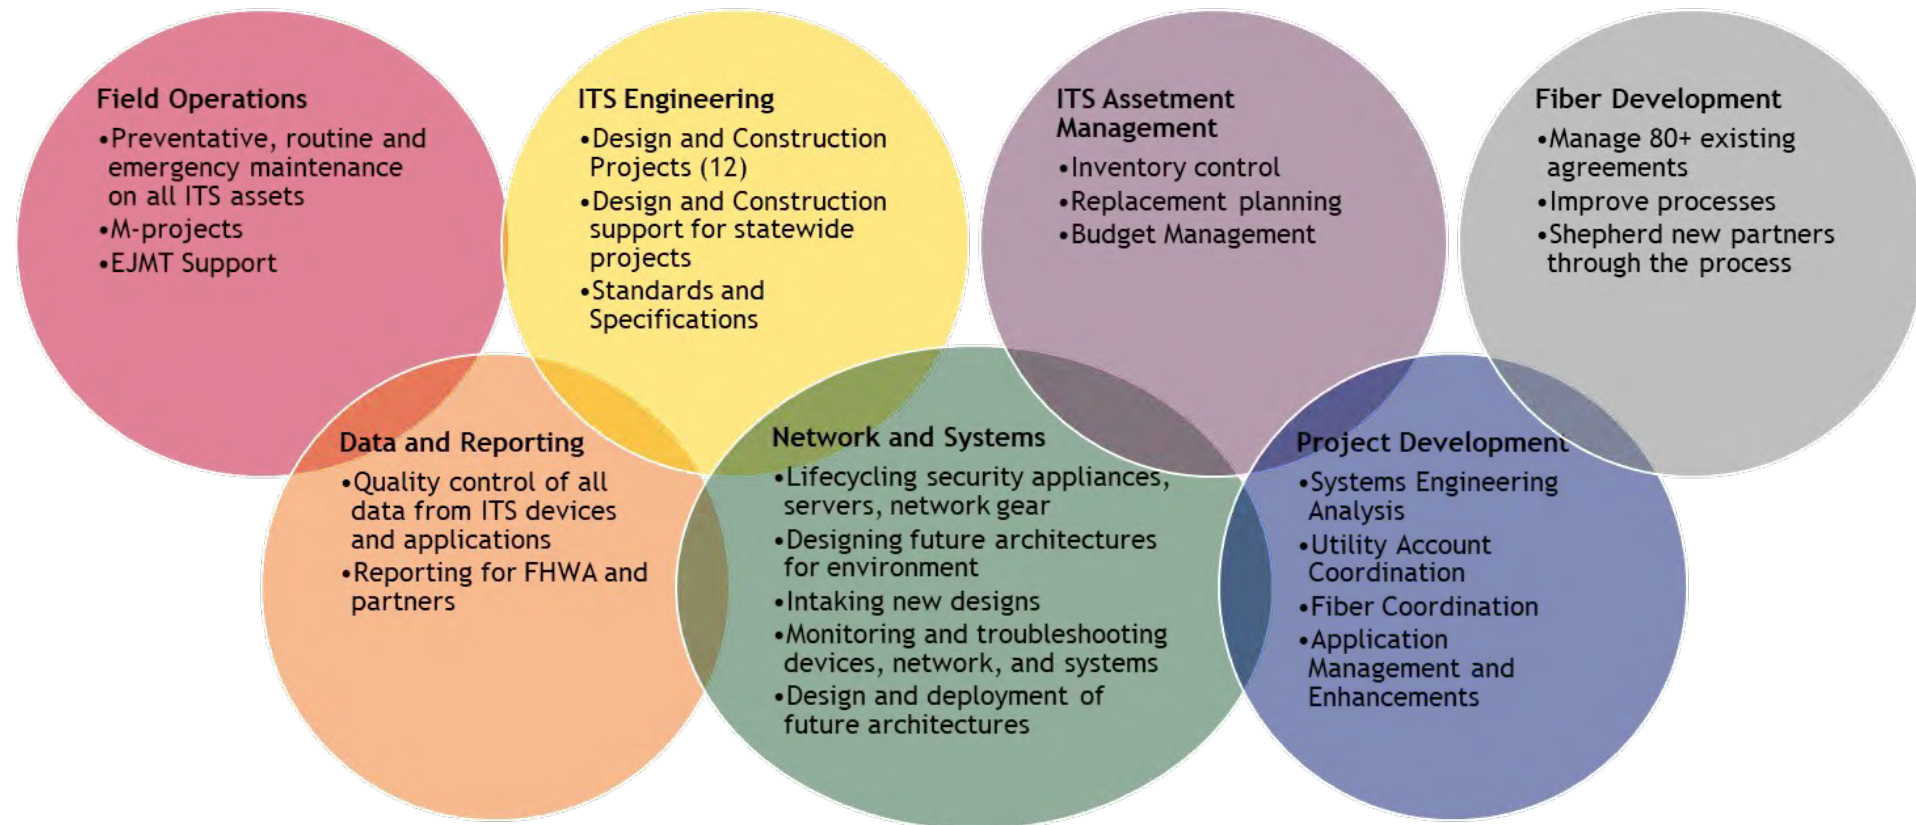 Field Operations
•Preventative, routine and
emergency maintenance
on all ITS assets
•M-projects
•EJMT Support
ITS Engineering
•Design and Construction
Projects (12)
•Design and Construction
support for statewide
projects
•Standards and
Specifications
ITS Assetment
Management
•Inventory control
•Replacement planning
•Budget Management
Fiber Development
•Manage 80+ existing
agreements
•Improve processes
•Shepherd new partners
through the process
Data and Reporting
•Quality control of all
data from ITS devices
and applications
•Reporting for FHWA and
partners
Network and Systems
•Lifecycling security appliances,
servers, network gear
•Designing future architectures
for environment
•Intaking new designs
•Monitoring and troubleshooting
devices, network, and systems
•Design and deployment of
future architectures
Project Development
•Systems Engineering
Analysis
•Utility Account
Coordination
•Fiber Coordination
•Application
Management and
Enhancements